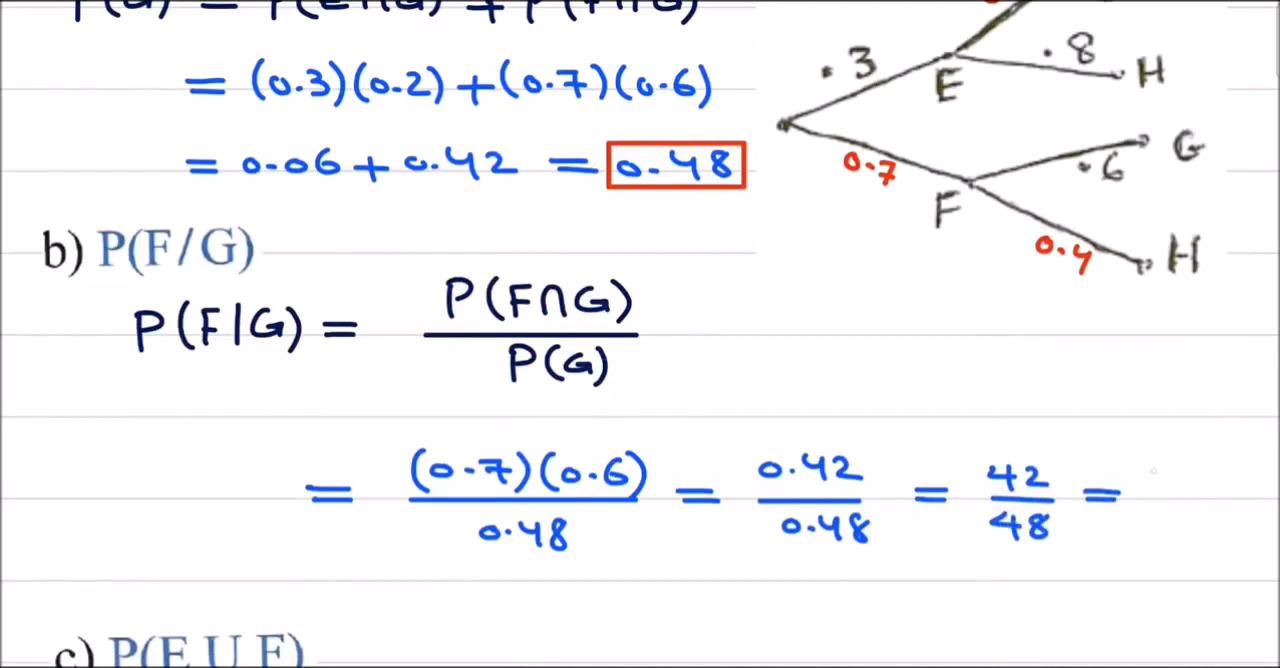 P(G) = P(E∩G) + P(F∩G)
= (0.3)(0.2) + (0.7)(0.6)
= 0.06 + 0.42 = 0.48
.3
E
.8
H
0.7
F
.6
G
0.4
H
b) P(F/G)
P(F|G) = P(F∩G) / P(G)
= (0.7)(0.6) / 0.48 = 0.42 / 0.48 = 42 / 48 =
c) P(E U F)